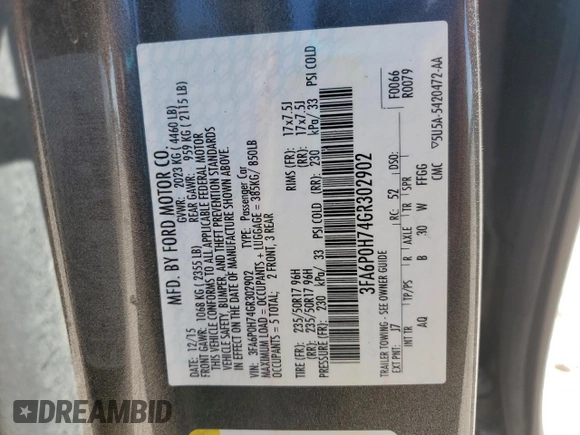 MFD. BY FORD MOTOR CO.
DATE: 12/15 GVWR: 2023 KG ( 4460 LB)
FRONT GAWR: 1068 KG ( 2355 LB) REAR GAWR: 959 KG ( 2115 LB)
THIS VEHICLE CONFORMS TO ALL APPLICABLE FEDERAL MOTOR
VEHICLE SAFETY, BUMPER, AND THEFT PREVENTION STANDARDS
IN EFFECT ON THE DATE OF MANUFACTURE SHOWN ABOVE.
VIN: 3FA6P0H74GR302902 TYPE: Passenger Car
MAXIMUM LOAD = OCCUPANTS + LUGGAGE = 385KG/ 850LB
OCCUPANTS = 5 TOTAL; 2 FRONT, 3 REAR
TIRE (FR): 235/50R17 96H RIMS (FR): 17x7.5J
(RR): 235/50R17 96H (RR): 17x7.5J
(FR): 230 kPa/ 33 PSI COLD (RR): 230 kPa/ 33 PSI COLD
3FA6P0H74GR302902
TRAILER TOWING - SEE OWNER GUIDE F0066
R0079
EXT PNT: J7 RC: 52 DSO:
INT TR TP/PS R AXLE TR SPR
AQ B 30 W FFGG
CMC ▽5U5A-5420472-AA
DREAMBID